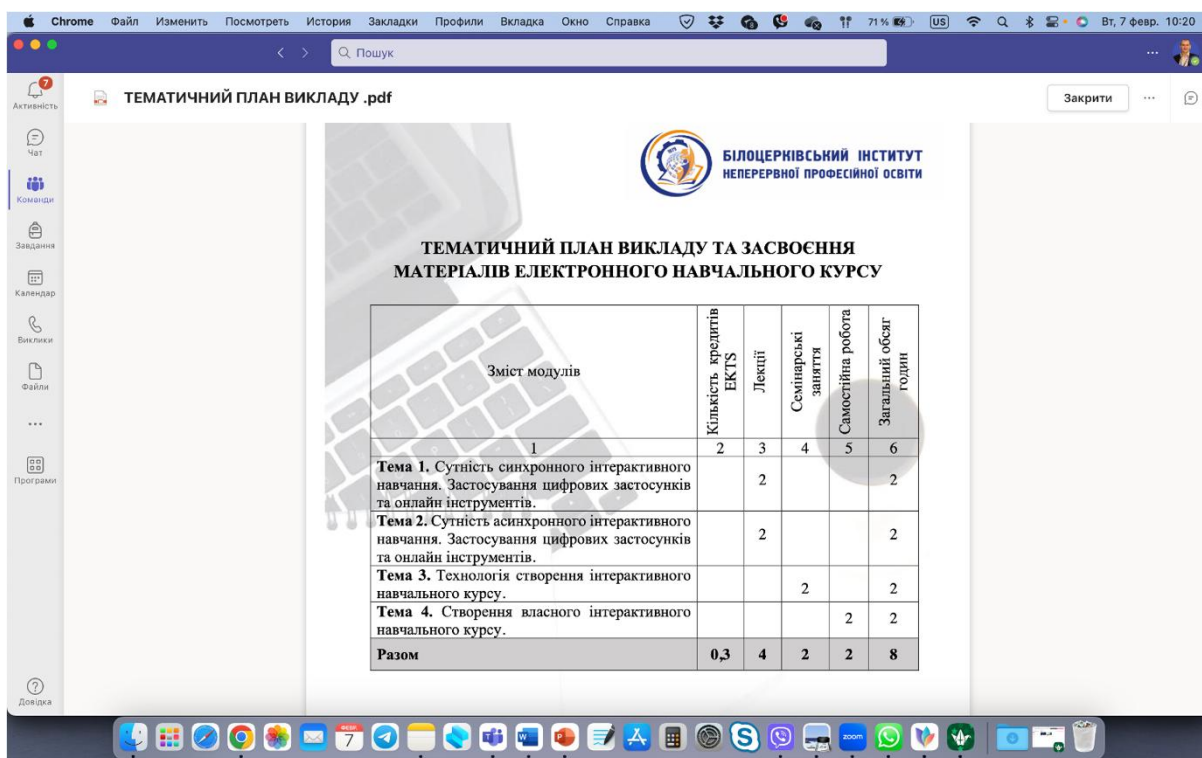 Chrome Файл Изменить Посмотреть История Закладки Профили Вкладка Окно Справка 71 % US Вт, 7 февр. 10:20
Пошук
7
Активність
ТЕМАТИЧНИЙ ПЛАН ВИКЛАДУ .pdf
Закрити
Чат
Команди
Завдання
Календар
Виклики
Файли
Програми
Довідка
БІЛОЦЕРКІВСЬКИЙ ІНСТИТУТ
НЕПЕРЕРВНОЇ ПРОФЕСІЙНОЇ ОСВІТИ
ТЕМАТИЧНИЙ ПЛАН ВИКЛАДУ ТА ЗАСВОЄННЯ
МАТЕРІАЛІВ ЕЛЕКТРОННОГО НАВЧАЛЬНОГО КУРСУ
Зміст модулів
Кількість кредитів
EKTS
Лекції
Семінарські
заняття
Самостійна робота
Загальний обсяг
годин
1 2 3 4 5 6
Тема 1. Сутність синхронного інтерактивного
навчання. Застосування цифрових застосунків
та онлайн інструментів.
2 2
Тема 2. Сутність асинхронного інтерактивного
навчання. Застосування цифрових застосунків
та онлайн інструментів.
2 2
Тема 3. Технологія створення інтерактивного
навчального курсу.
2 2
Тема 4. Створення власного інтерактивного
навчального курсу.
2 2
Разом 0,3 4 2 2 8
7
zoom